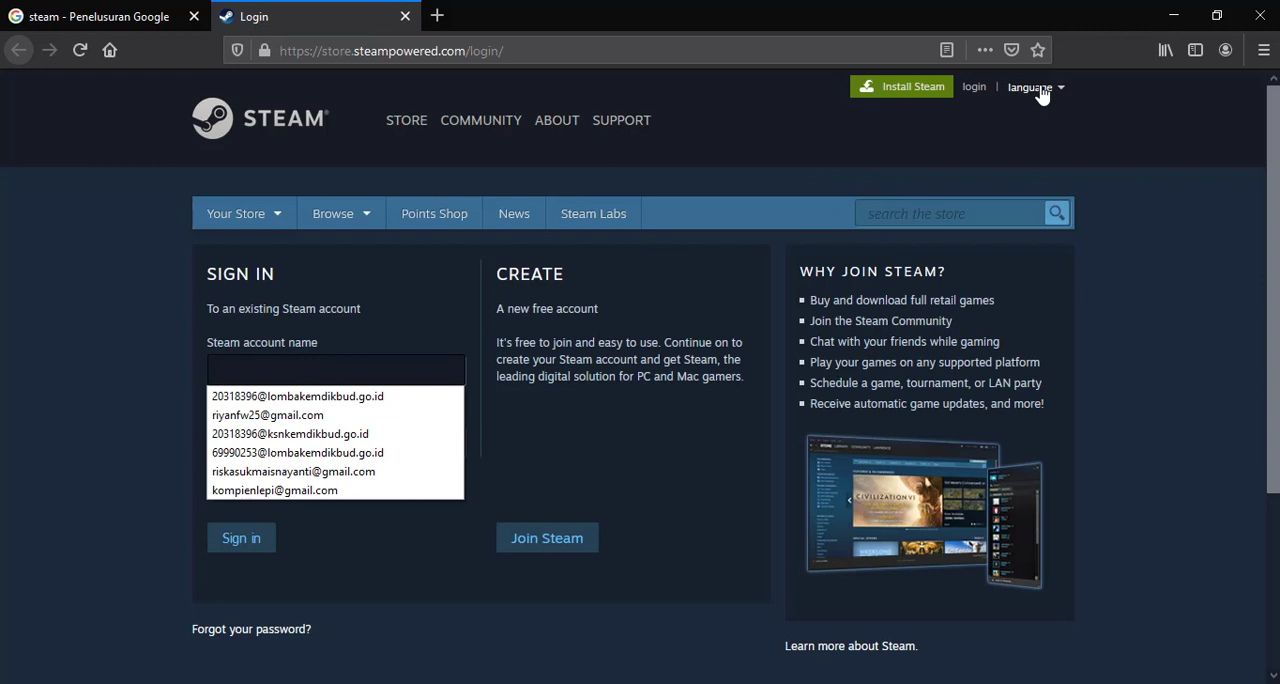 steam - Penelusuran Google
Login
https://store.steampowered.com/login/
Install Steam
login | language
STEAM®
STORE COMMUNITY ABOUT SUPPORT
Your Store Browse Points Shop News Steam Labs
search the store
SIGN IN
To an existing Steam account
Steam account name
20318396@lombakemdikbud.go.id
riyanfw25@gmail.com
20318396@ksnkemdikbud.go.id
69990253@lombakemdikbud.go.id
riskasukmaisnayanti@gmail.com
kompienlepi@gmail.com
Sign in
Forgot your password?
CREATE
A new free account
It's free to join and easy to use. Continue on to
create your Steam account and get Steam, the
leading digital solution for PC and Mac gamers.
Join Steam
WHY JOIN STEAM?
Buy and download full retail games
Join the Steam Community
Chat with your friends while gaming
Play your games on any supported platform
Schedule a game, tournament, or LAN party
Receive automatic game updates, and more!
CIVILIZATION VI
Learn more about Steam.